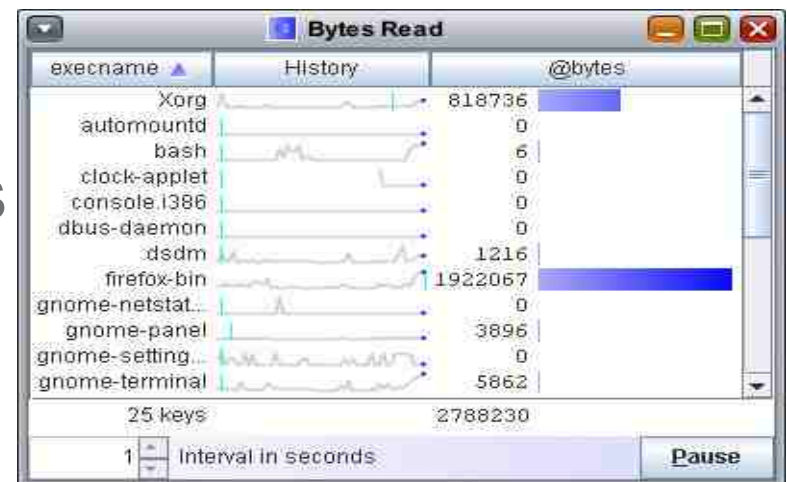 Bytes Read
execname History @bytes
Xorg 818736
automountd 0
bash 6
clock-applet 0
console.i386 0
dbus-daemon 0
dsdm 1216
firefox-bin 1922067
gnome-netstat... 0
gnome-panel 3896
gnome-setting... 0
gnome-terminal 5862
25 keys 2788230
1 Interval in seconds Pause